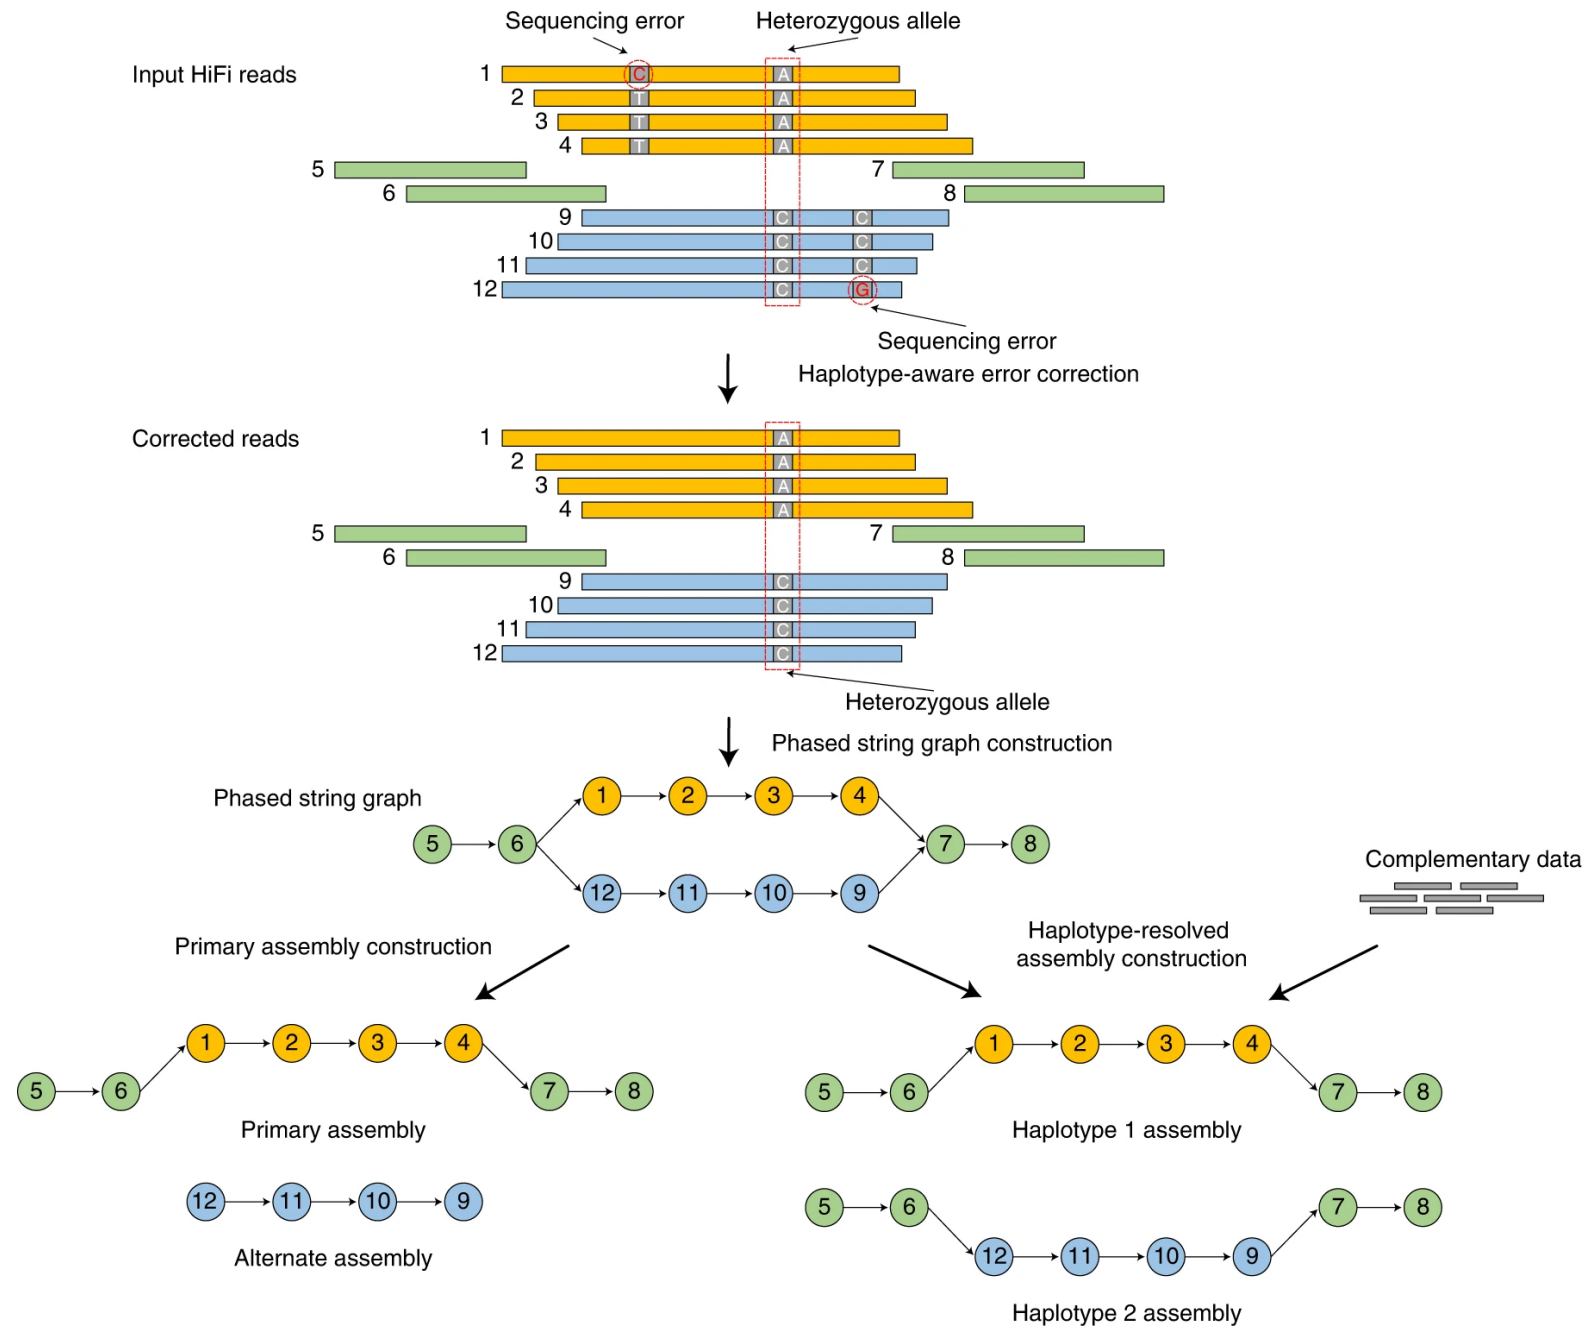 Sequencing error
Heterozygous allele
Input HiFi reads
1 C A
2 T A
3 T A
4 T A
5 7
6 8
9 C C
10 C C
11 C C
12 C G
Sequencing error
Haplotype-aware error correction
Corrected reads
1 A
2 A
3 A
4 A
5 7
6 8
9 C
10 C
11 C
12 C
Heterozygous allele
Phased string graph construction
Phased string graph
1 2 3 4
5 6 7 8
12 11 10 9
Complementary data
Primary assembly construction
Haplotype-resolved
assembly construction
1 2 3 4
5 6 7 8
Primary assembly
12 11 10 9
Alternate assembly
1 2 3 4
5 6 7 8
Haplotype 1 assembly
5 6 7 8
12 11 10 9
Haplotype 2 assembly